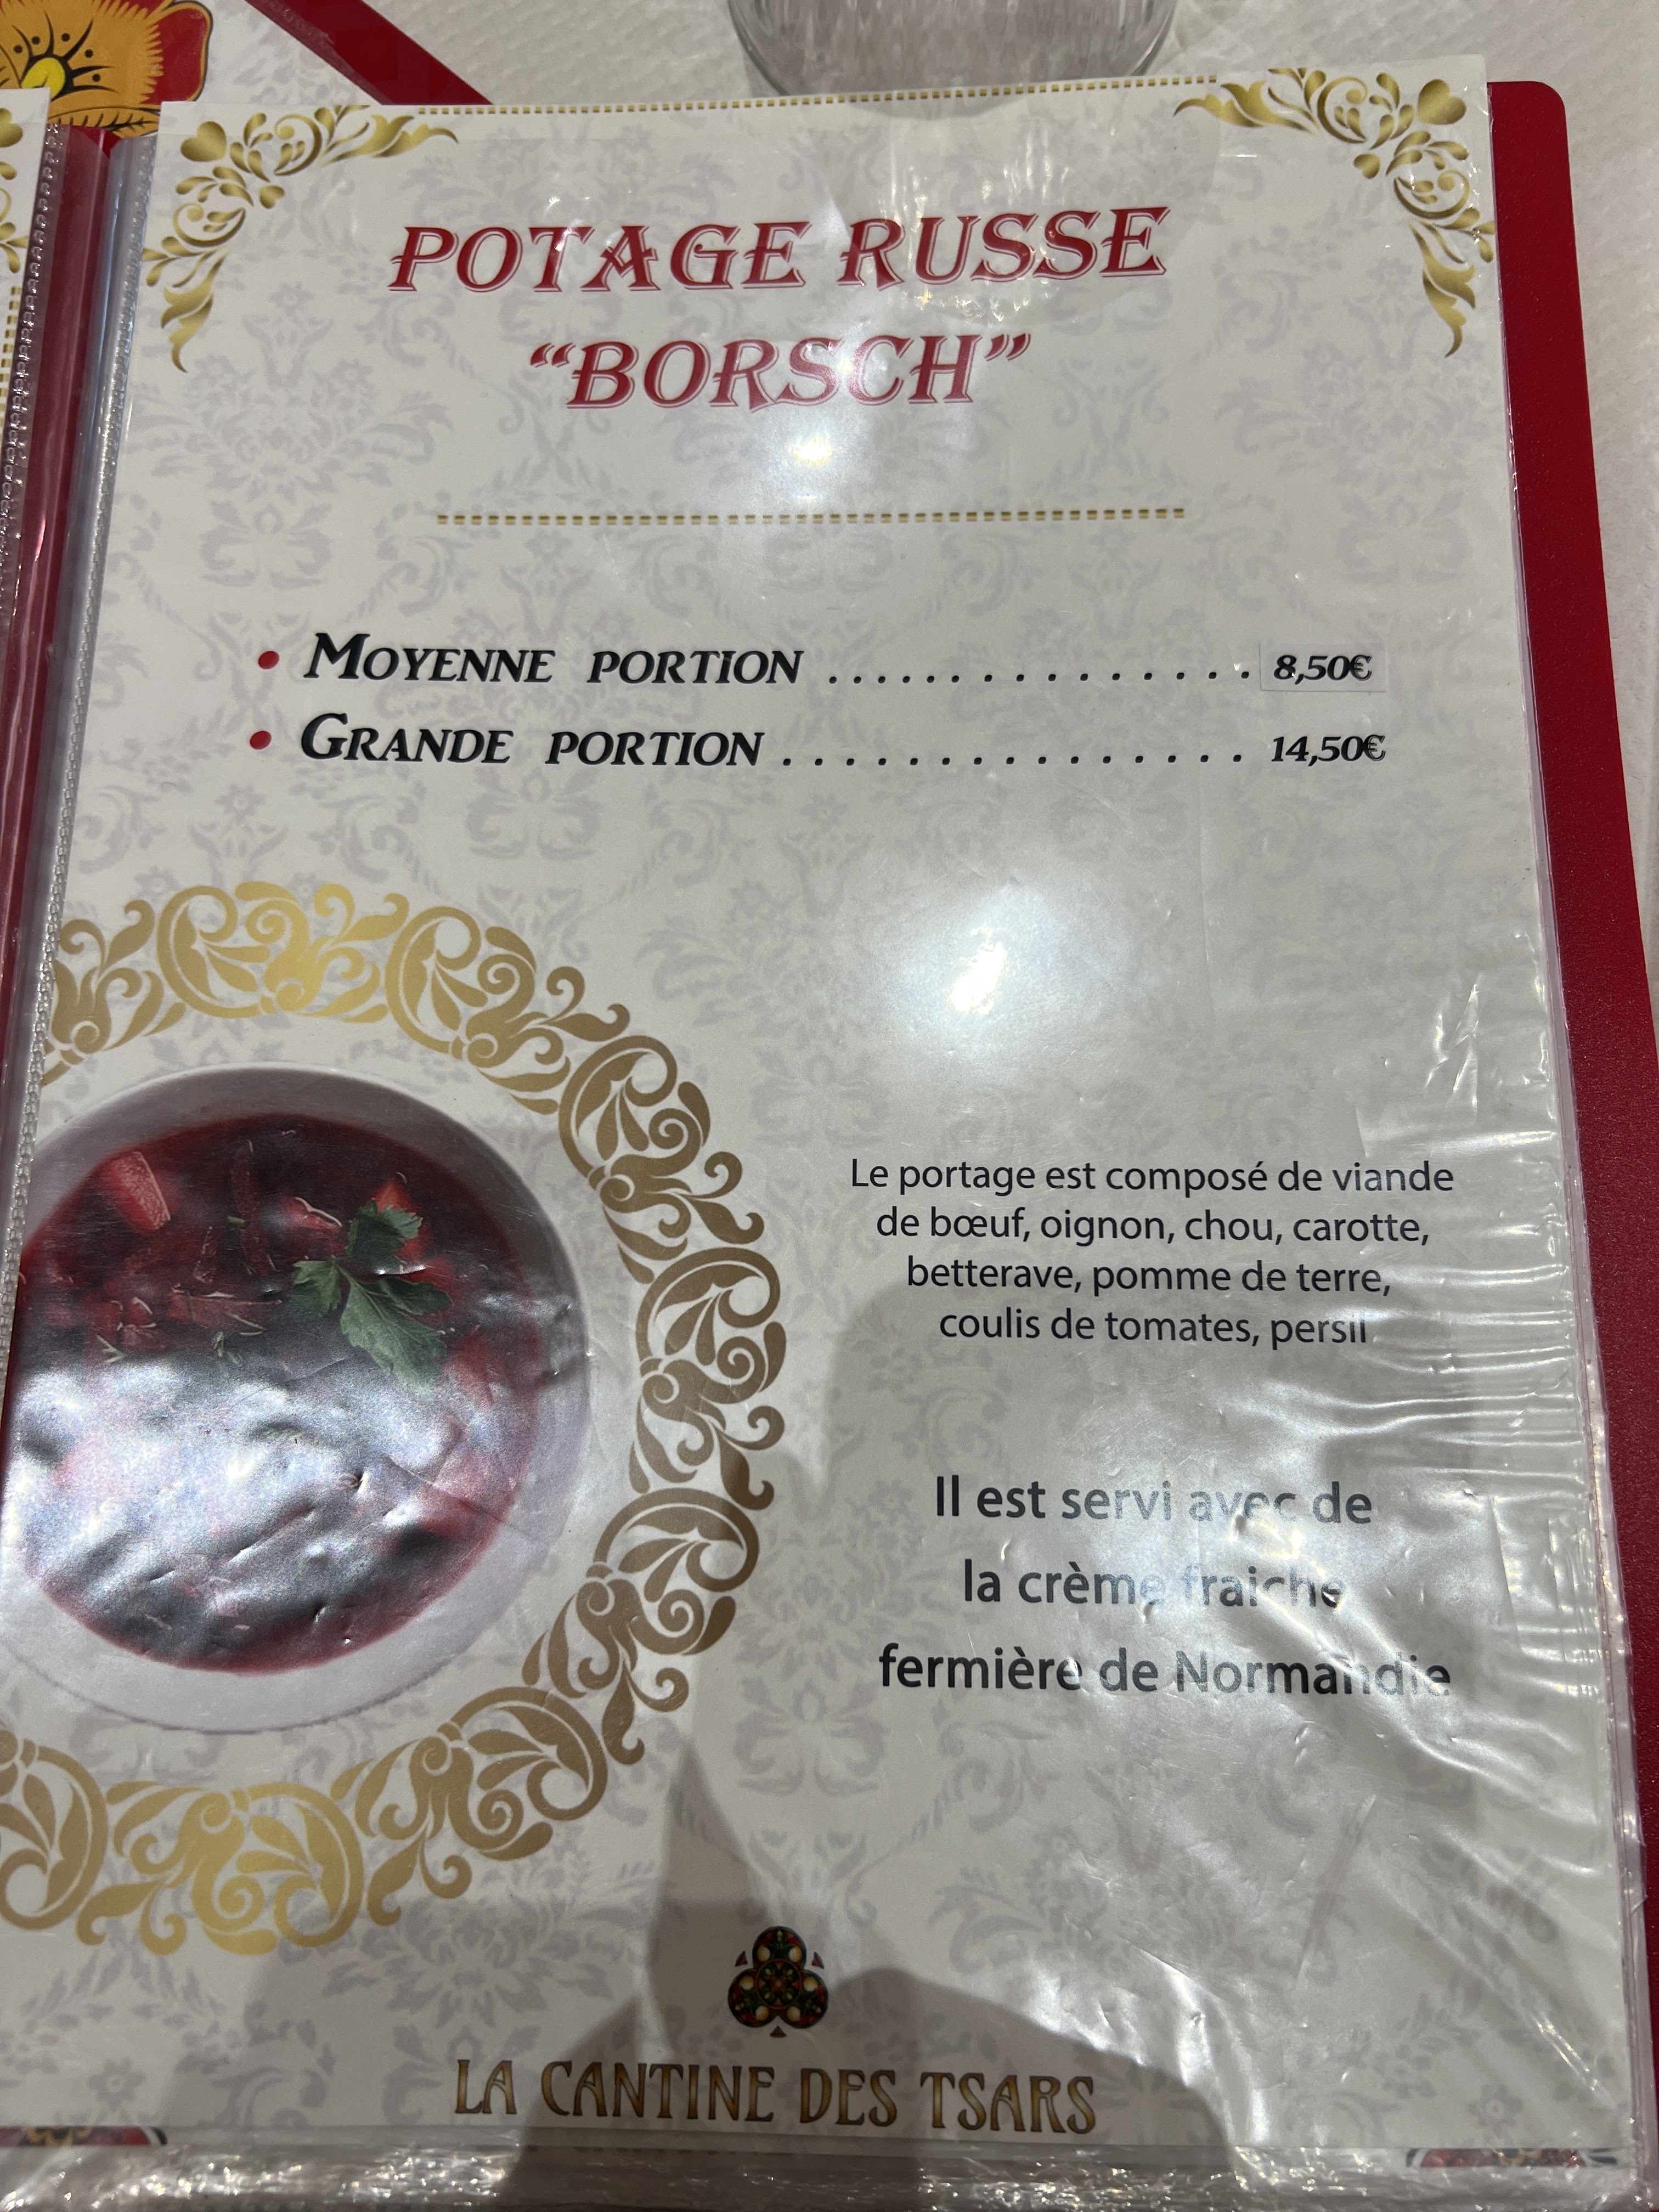 POTAGE RUSSE
“BORSCH”
• MOYENNE PORTION ................ 8,50€
• GRANDE PORTION ................ 14,50€
Le portage est composé de viande
de bœuf, oignon, chou, carotte,
betterave, pomme de terre,
coulis de tomates, persil
Il est servi avec de
la crème fraiche
fermière de Normandie
LA CANTINE DES TSARS